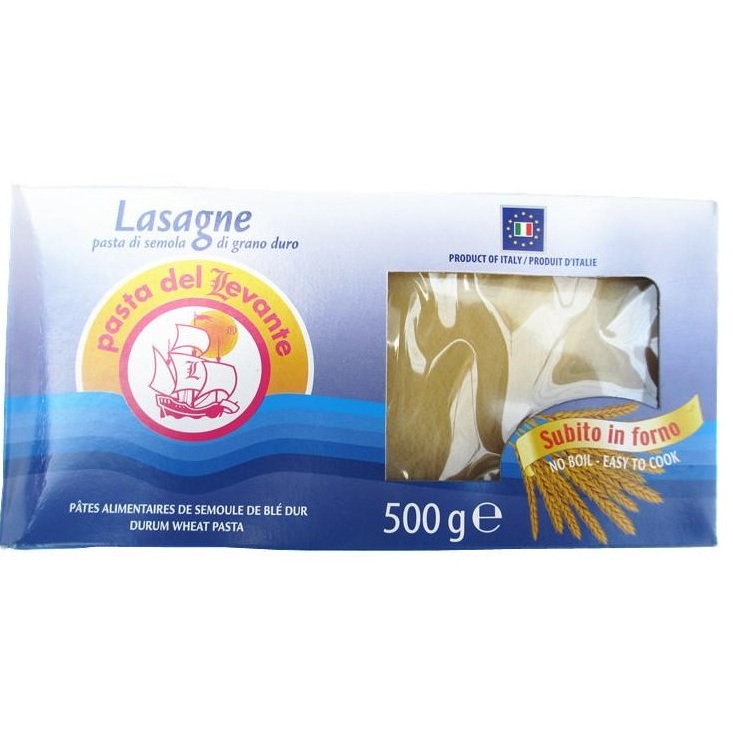 Lasagne
pasta di semola di grano duro
pasta del Levante
L
PÂTES ALIMENTAIRES DE SEMOULE DE BLÉ DUR
DURUM WHEAT PASTA
PRODUCT OF ITALY / PRODUIT D'ITALIE
Subito in forno
NO BOIL - EASY TO COOK
500 g ℮